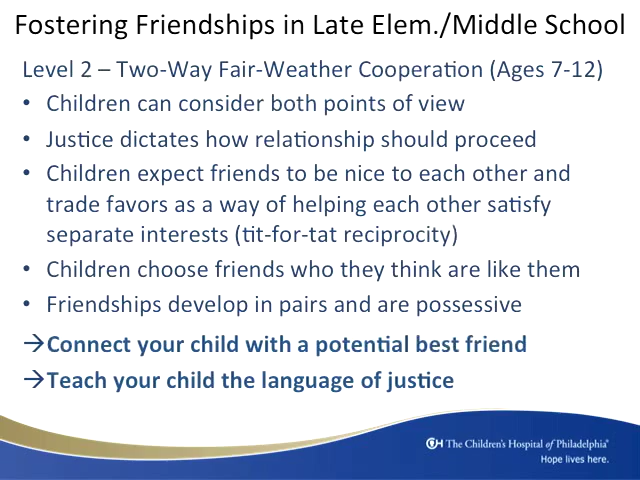 Fostering Friendships in Late Elem./Middle School
Level 2 – Two-Way Fair-Weather Cooperation (Ages 7-12)
• Children can consider both points of view
• Justice dictates how relationship should proceed
• Children expect friends to be nice to each other and
trade favors as a way of helping each other satisfy
separate interests (tit-for-tat reciprocity)
• Children choose friends who they think are like them
• Friendships develop in pairs and are possessive
→Connect your child with a potential best friend
→Teach your child the language of justice
The Children's Hospital of Philadelphia®
Hope lives here.